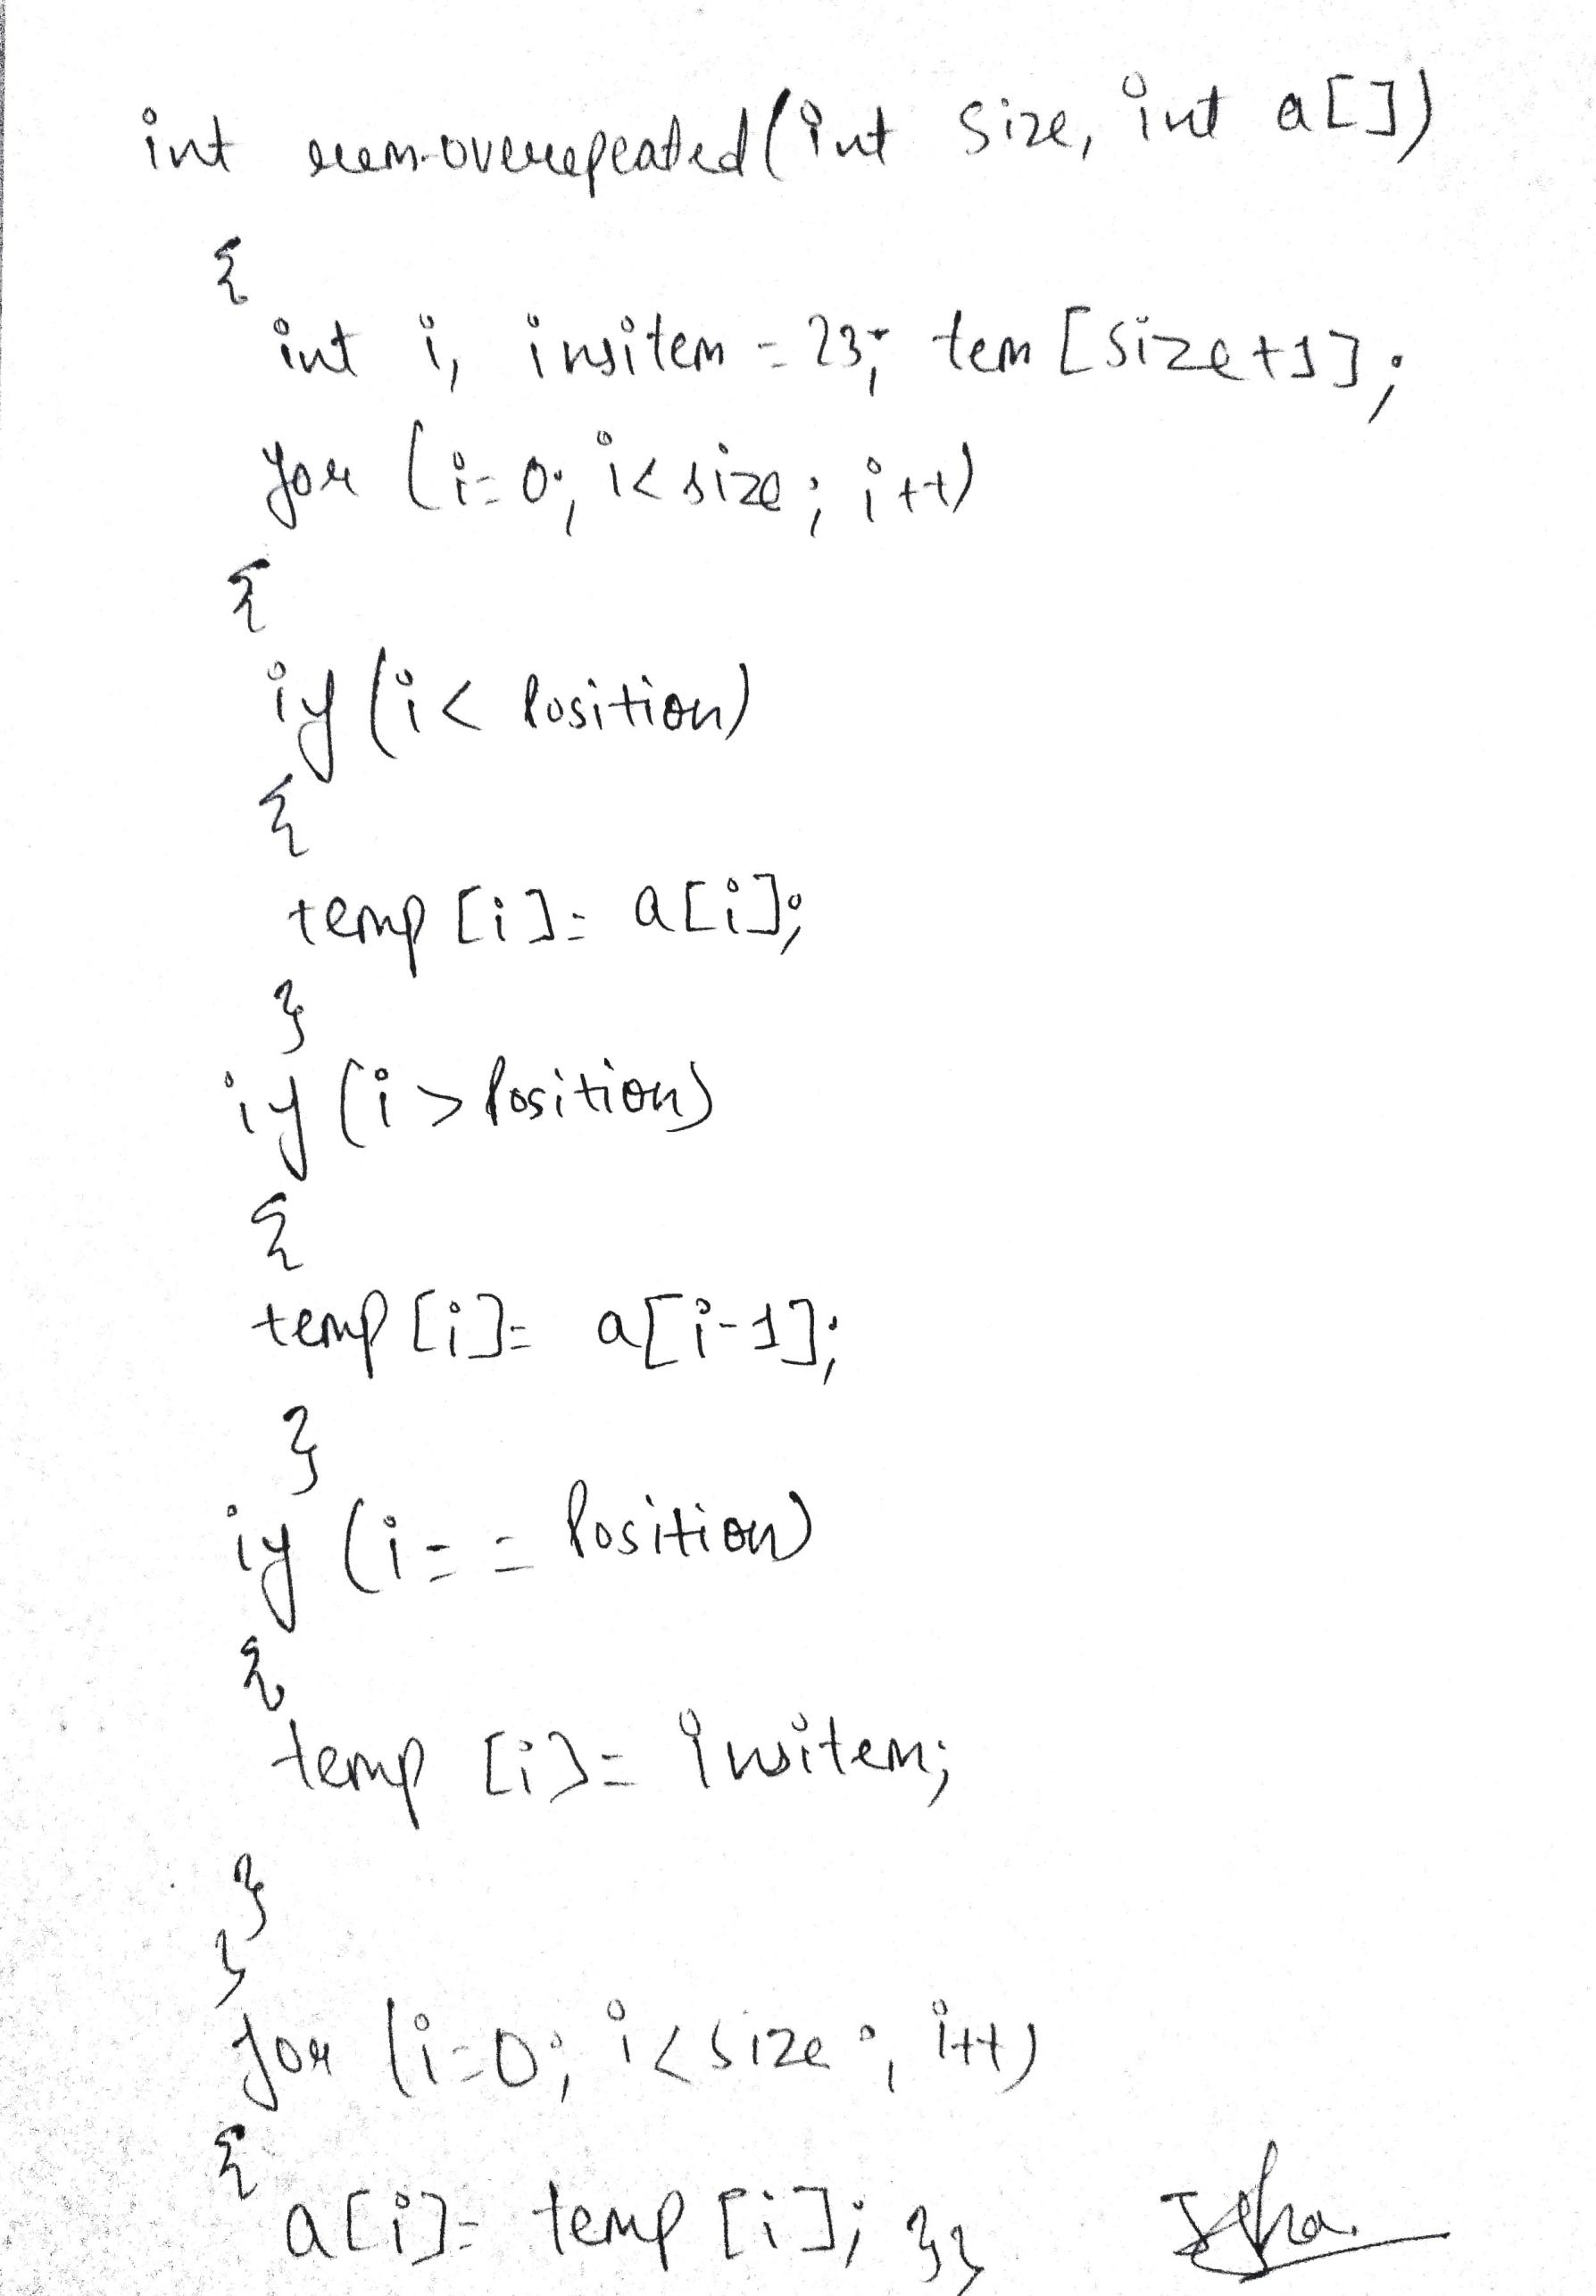 int removerepeated(int size, int a[])
{
int i, insitem = 23; tem [size+1];
for (i=0; i<size; i++)
{
if (i< Position)
{
temp [i]= a[i];
}
if (i> Position)
{
temp [i]= a[i-1];
}
if (i== Position)
{
temp [i]= insitem;
}
}
for (i=0; i<size; i++)
{
a[i]= temp [i]; }}